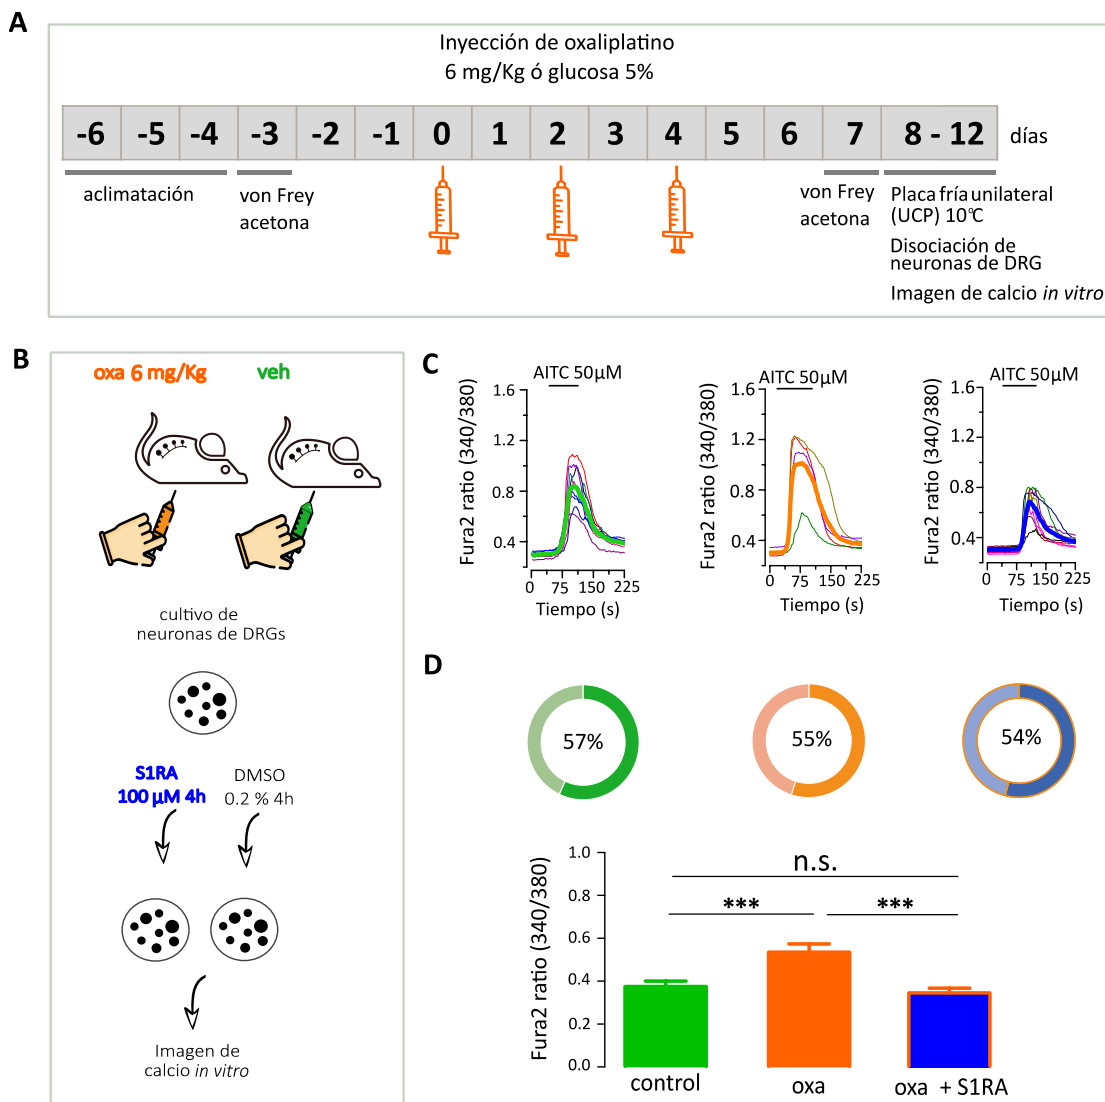 A
Inyección de oxaliplatino
6 mg/Kg ó glucosa 5%
-6 -5 -4 -3 -2 -1 0 1 2 3 4 5 6 7 8 - 12 días
aclimatación
von Frey
acetona
von Frey
acetona
Placa fría unilateral
(UCP) 10°C
Disociación de
neuronas de DRG
Imagen de calcio in vitro
B
oxa 6 mg/Kg veh
cultivo de
neuronas de DRGs
S1RA
100 µM 4h
DMSO
0.2 % 4h
Imagen de
calcio in vitro
C
AITC 50µM
Fura2 ratio (340/380)
1.6
1.2
0.8
0.4
0 75 150 225
Tiempo (s)
AITC 50µM
Fura2 ratio (340/380)
1.6
1.2
0.8
0.4
0 75 150 225
Tiempo (s)
AITC 50µM
Fura2 ratio (340/380)
1.6
1.2
0.8
0.4
0 75 150 225
Tiempo (s)
D
57%
55%
54%
Fura2 ratio (340/380)
1.0
0.8
0.6
0.4
0.2
0.0
n.s.
*** ***
control oxa oxa + S1RA